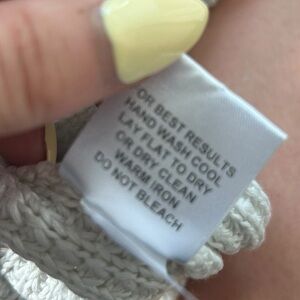 OR BEST RESULTS
HAND WASH COOL
LAY FLAT TO DRY
OR DRY CLEAN
WARM IRON
DO NOT BLEACH